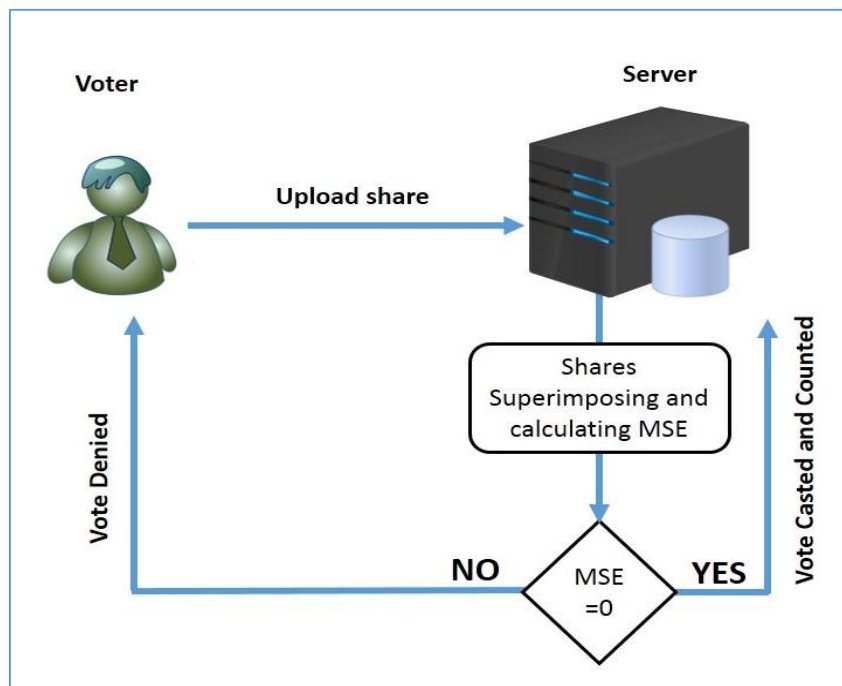 Voter
Server
Upload share
Shares
Superimposing and
calculating MSE
Vote Denied
Vote Casted and Counted
NO
MSE
=0
YES